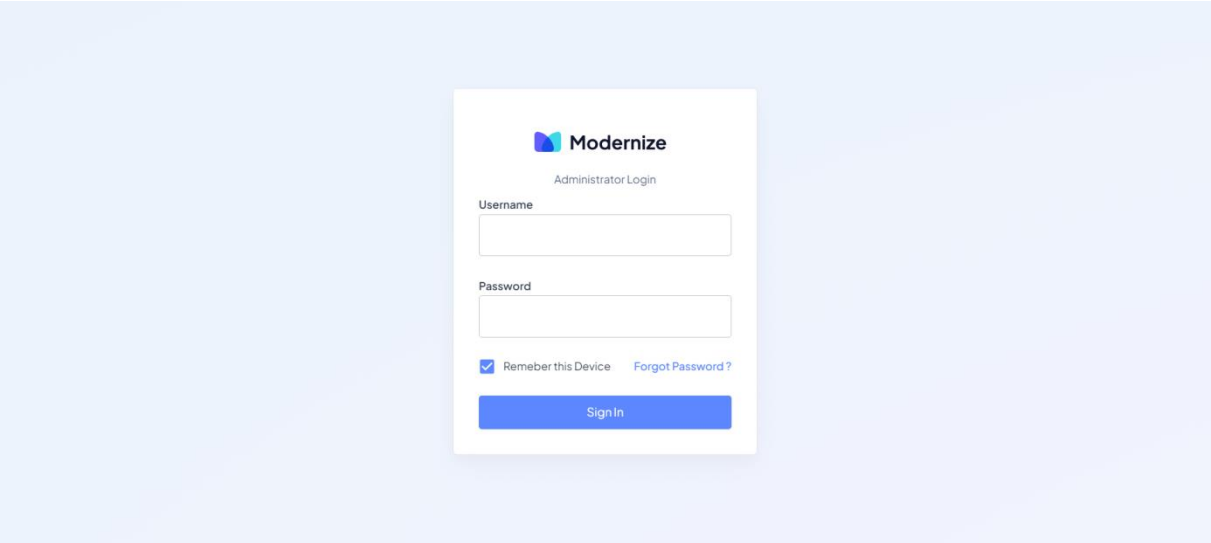 Modernize
Administrator Login
Username
Password
Remeber this Device Forgot Password ?
Sign In